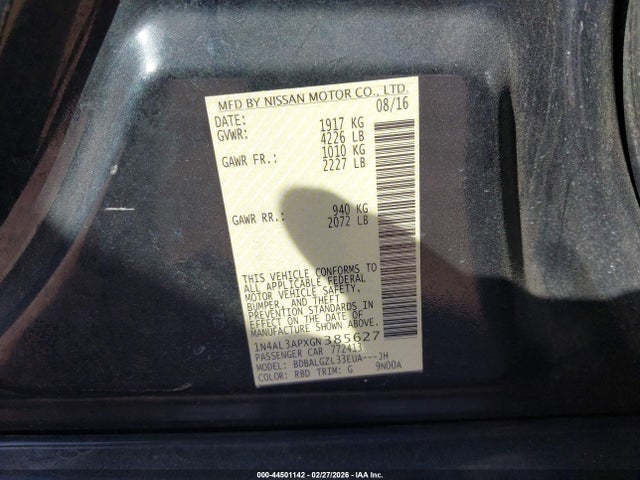 MFD BY NISSAN MOTOR CO., LTD.
DATE: 08/16
GVWR: 1917 KG
4226 LB
GAWR FR.: 1010 KG
2227 LB
GAWR RR.: 940 KG
2072 LB
THIS VEHICLE CONFORMS TO
ALL APPLICABLE FEDERAL
MOTOR VEHICLE SAFETY,
BUMPER, AND THEFT
PREVENTION STANDARDS IN
EFFECT ON THE DATE OF
MANUFACTURE SHOWN ABOVE.
1N4AL3APXGN385627
PASSENGER CAR 772413
MODEL: BDBALGZL33EUA---JH
COLOR: RBD TRIM: G 9N00A
000-44501142 - 02/27/2026 - IAA Inc.